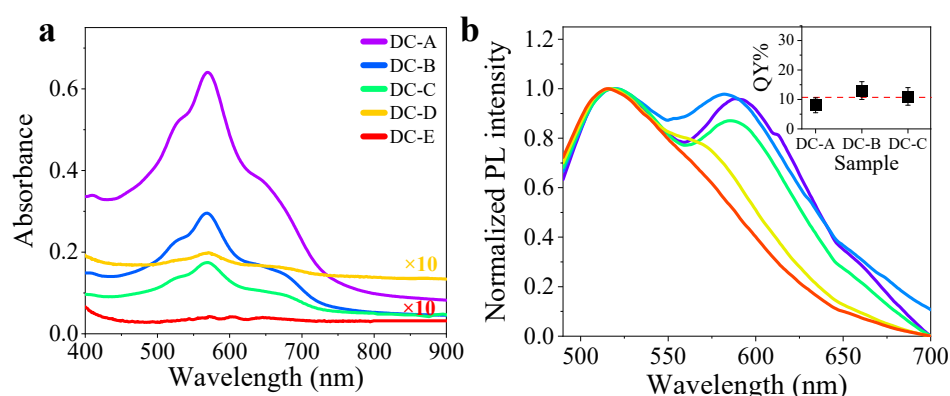 a
DC-A
DC-B
DC-C
DC-D
DC-E
0.6
0.4
0.2
0.0
×10
×10
400 500 600 700 800 900
Wavelength (nm)
Absorbance
b
1.2
1.0
0.8
0.6
0.4
0.2
0.0
500 550 600 650 700
Wavelength (nm)
Normalized PL intensity
30
20
10
0
QY%
DC-A DC-B DC-C
Sample